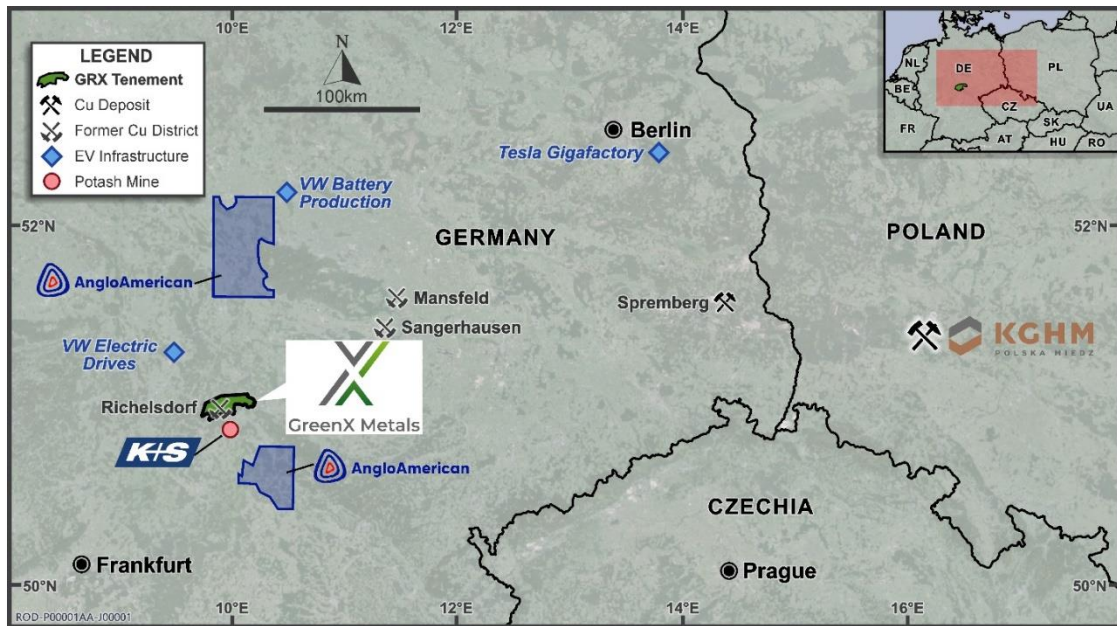 10°E
12°E
14°E
LEGEND
GRX Tenement
Cu Deposit
Former Cu District
EV Infrastructure
Potash Mine
N
100km
NL
BE
DE
PL
CZ
UA
FR
AT
SK
HU
RO
Berlin
Tesla Gigafactory
VW Battery
Production
52°N
GERMANY
POLAND
52°N
AngloAmerican
Mansfeld
Sangerhausen
Spremberg
KGHM
POLSKA MIEDŹ
VW Electric
Drives
Richelsdorf
GreenX Metals
K+S
AngloAmerican
CZECHIA
Frankfurt
Prague
50°N
50°N
ROD-P00001AA-J00001
10°E
12°E
14°E
16°E